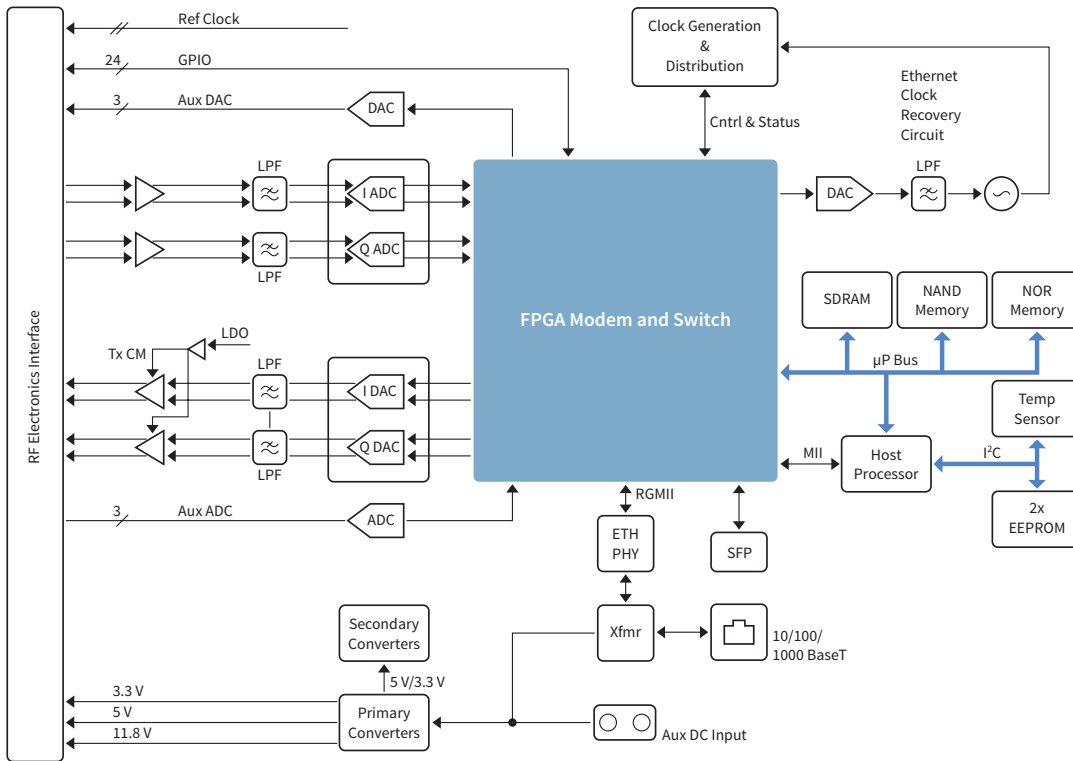 Ref Clock
24
GPIO
3
Aux DAC
DAC
Clock Generation
&
Distribution
Cntrl & Status
Ethernet
Clock
Recovery
Circuit
LPF
I ADC
Q ADC
LPF
DAC
LPF
FPGA Modem and Switch
SDRAM
NAND
Memory
NOR
Memory
µP Bus
LDO
Tx CM
LPF
I DAC
Q DAC
LPF
RF Electronics Interface
Temp
Sensor
MII
Host
Processor
I²C
2x
EEPROM
3
Aux ADC
ADC
RGMII
ETH
PHY
SFP
Xfmr
10/100/
1000 BaseT
Secondary
Converters
5 V/3.3 V
Primary
Converters
3.3 V
5 V
11.8 V
Aux DC Input